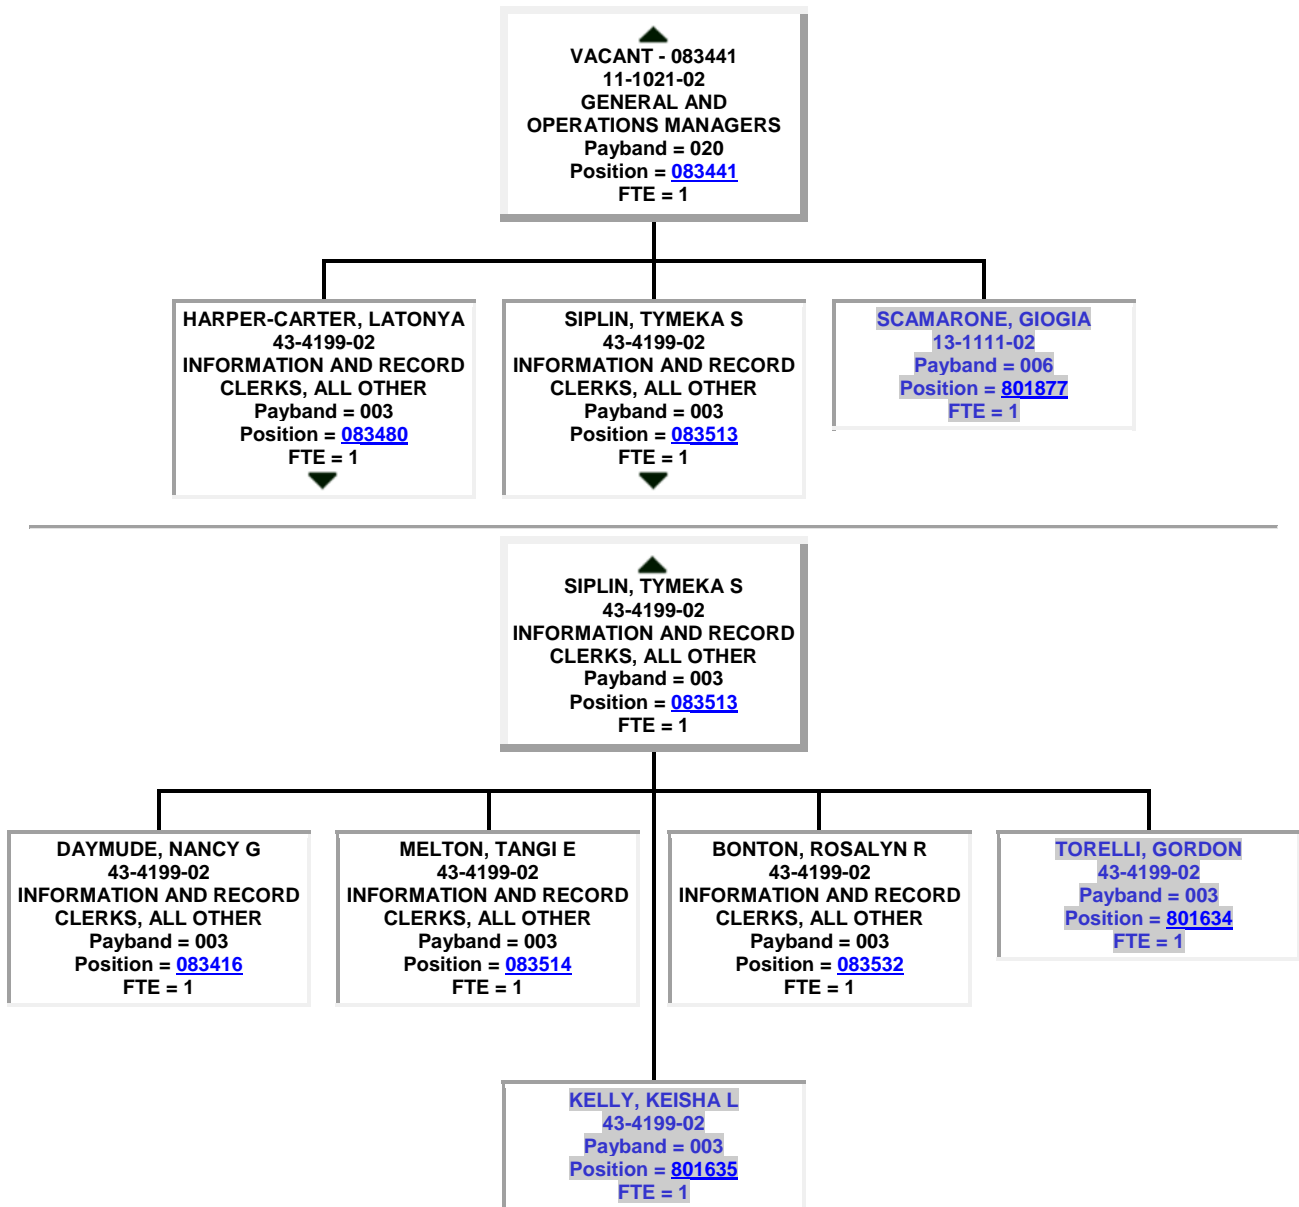 VACANT - 083441
11-1021-02
GENERAL AND
OPERATIONS MANAGERS
Payband = 020
Position = 083441
FTE = 1
HARPER-CARTER, LATONYA
43-4199-02
INFORMATION AND RECORD
CLERKS, ALL OTHER
Payband = 003
Position = 083480
FTE = 1
SIPLIN, TYMEKA S
43-4199-02
INFORMATION AND RECORD
CLERKS, ALL OTHER
Payband = 003
Position = 083513
FTE = 1
SCAMARONE, GIOGIA
13-1111-02
Payband = 006
Position = 801877
FTE = 1
SIPLIN, TYMEKA S
43-4199-02
INFORMATION AND RECORD
CLERKS, ALL OTHER
Payband = 003
Position = 083513
FTE = 1
DAYMUDE, NANCY G
43-4199-02
INFORMATION AND RECORD
CLERKS, ALL OTHER
Payband = 003
Position = 083416
FTE = 1
MELTON, TANGI E
43-4199-02
INFORMATION AND RECORD
CLERKS, ALL OTHER
Payband = 003
Position = 083514
FTE = 1
BONTON, ROSALYN R
43-4199-02
INFORMATION AND RECORD
CLERKS, ALL OTHER
Payband = 003
Position = 083532
FTE = 1
TORELLI, GORDON
43-4199-02
Payband = 003
Position = 801634
FTE = 1
KELLY, KEISHA L
43-4199-02
Payband = 003
Position = 801635
FTE = 1